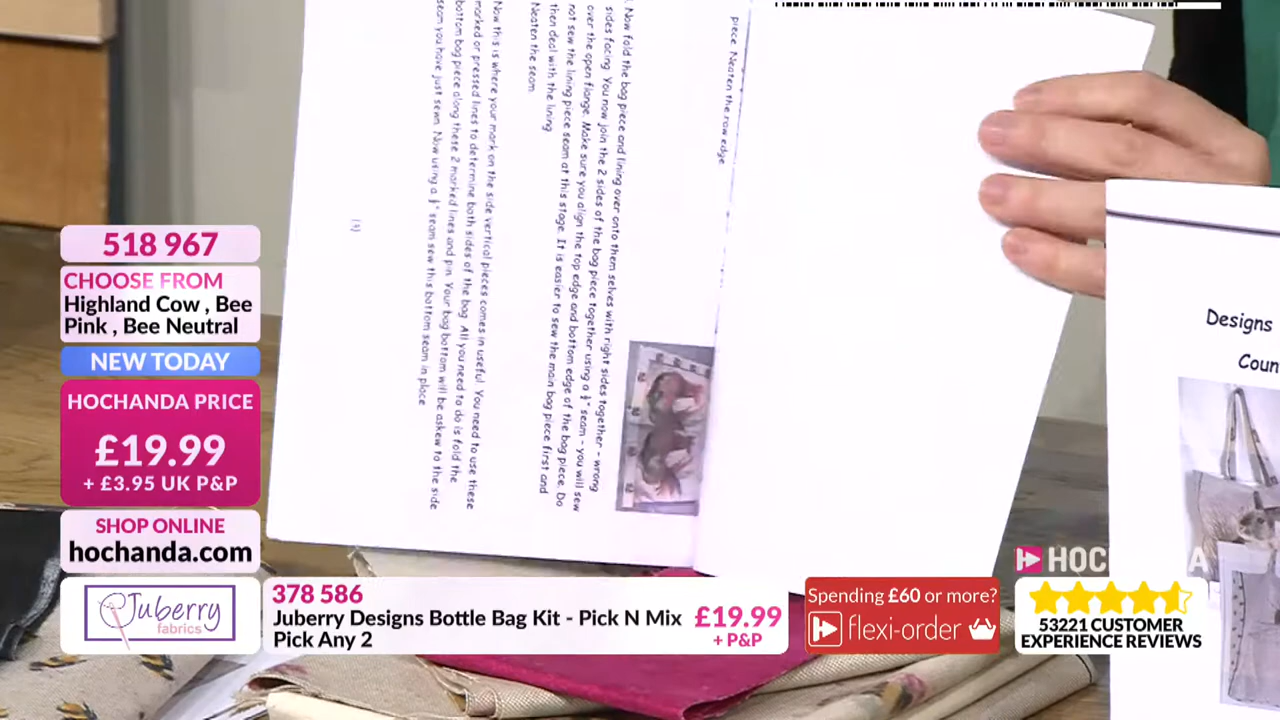 piece. Neaten the raw edge.
Now fold the bag piece and lining over onto them selves with right sides together - wrong
sides facing. You now join the 2 sides of the bag piece together using a ½" seam - you will sew
over the open flange. Make sure you align the top edge and bottom edge of the bag piece. Do
not sew the lining piece seam at this stage. It is easier to sew the main bag piece first and
then deal with the lining
Neaten the seam
Now this is where your mark on the side vertical pieces comes in useful. You need to use these
marked or pressed lines to determine both sides of the bag. All you need to do is fold the
bottom bag piece along these 2 marked lines and pin. Your bag bottom will be askew to the side
seam you have just sewn. Now using a seam sew this bottom seam in place
Designs
Coun
518 967
CHOOSE FROM
Highland Cow , Bee
Pink , Bee Neutral
NEW TODAY
HOCHANDA PRICE
£19.99
+ £3.95 UK P&P
SHOP ONLINE
hochanda.com
Juberry
fabrics
378 586
Juberry Designs Bottle Bag Kit - Pick N Mix
Pick Any 2
£19.99
+ P&P
Spending £60 or more?
flexi-order
HOCHANDA
53221 CUSTOMER
EXPERIENCE REVIEWS